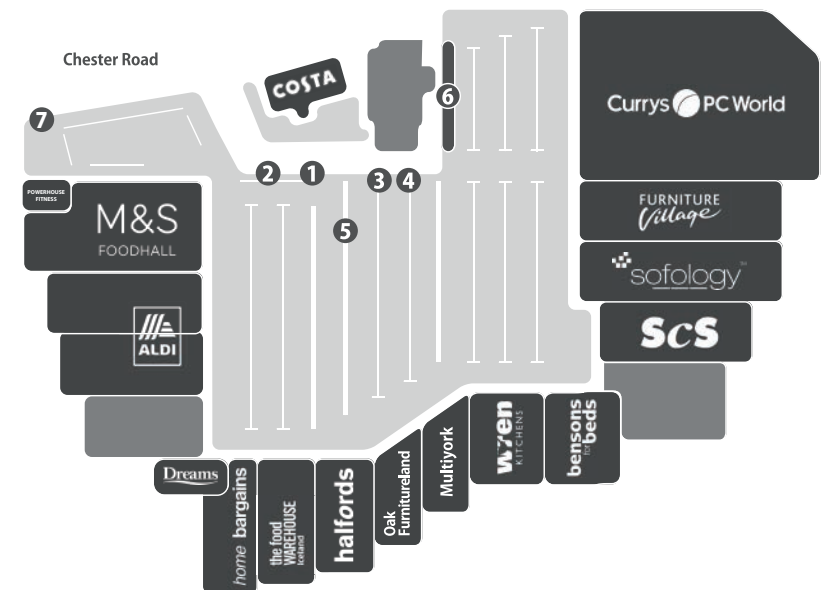 Chester Road
COSTA
7
6
2
1
3
4
5
Currys PC World
POWERHOUSE
FITNESS
M&S
FOODHALL
FURNITURE
Village
sofology™
ALDI
ScS
Dreams
home bargains
the food
WAREHOUSE
Iceland
halfords
Oak
Furnitureland
Multiyork
wren
KITCHENS
bensons
for
beds